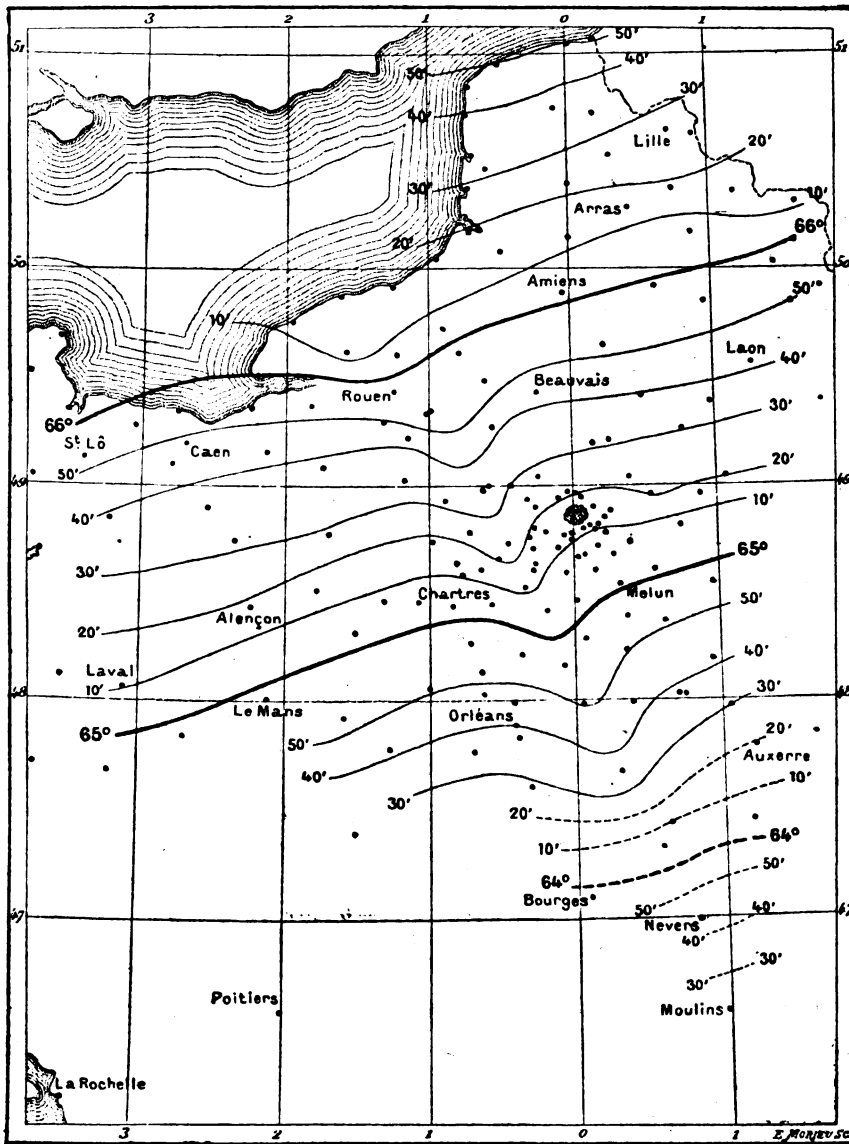 3 2 1 0 1
51 50' 51
50' 40'
40' 30'
Lille
20'
30' 10'
Arras
66°
20'
50 50
Amiens 50'
10'
Laon
40'
Beauvais
Rouen
66° 30'
St Lô
Caen
50' 20'
49
40' 10'
65°
30'
Chartres Melun
50'
Alençon
20'
40'
Laval
10' 30'
48 48
Le Mans Orléans
65° 20'
50' Auxerre
40' 10'
30'
20'
64°
10'
50'
64°
Bourges 40'
50'
47 47
Nevers
40'
30'
30'
Poitiers
Moulins
La Rochelle
3 2 1 0 1